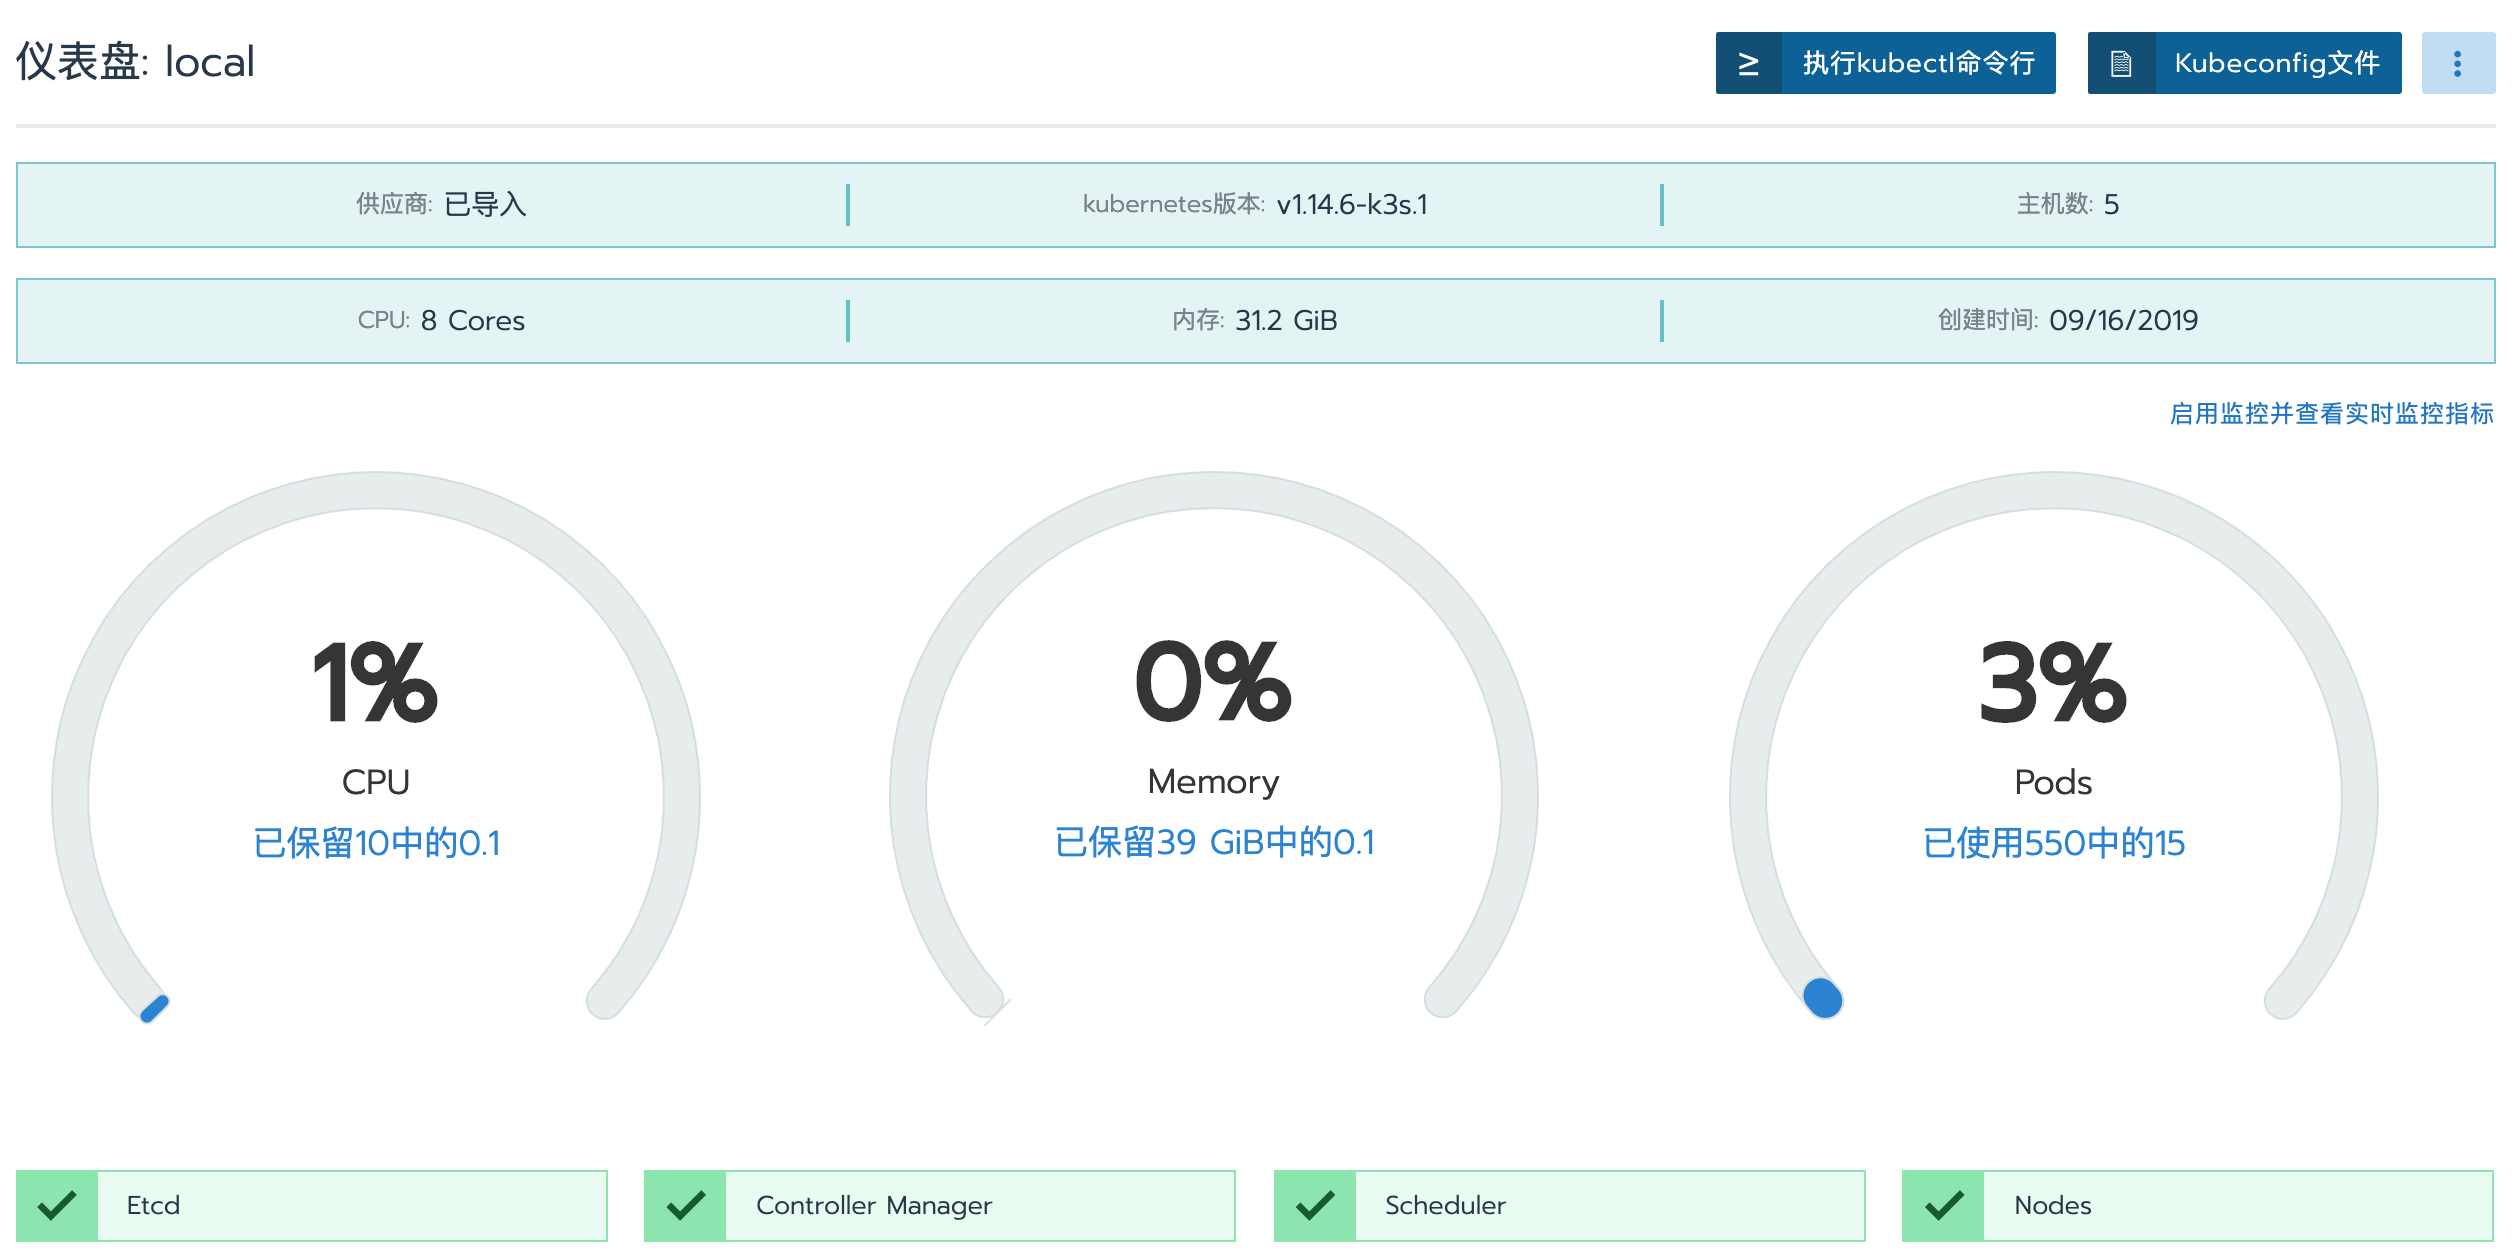 仪表盘: local
执行kubectl命令行
Kubeconfig文件
供应商: 已导入
kubernetes版本: v1.14.6-k3s.1
主机数: 5
CPU: 8 Cores
内存: 31.2 GiB
创建时间: 09/16/2019
启用监控并查看实时监控指标
1%
CPU
已保留10中的0.1
0%
Memory
已保留39 GiB中的0.1
3%
Pods
已使用550中的15
Etcd
Controller Manager
Scheduler
Nodes